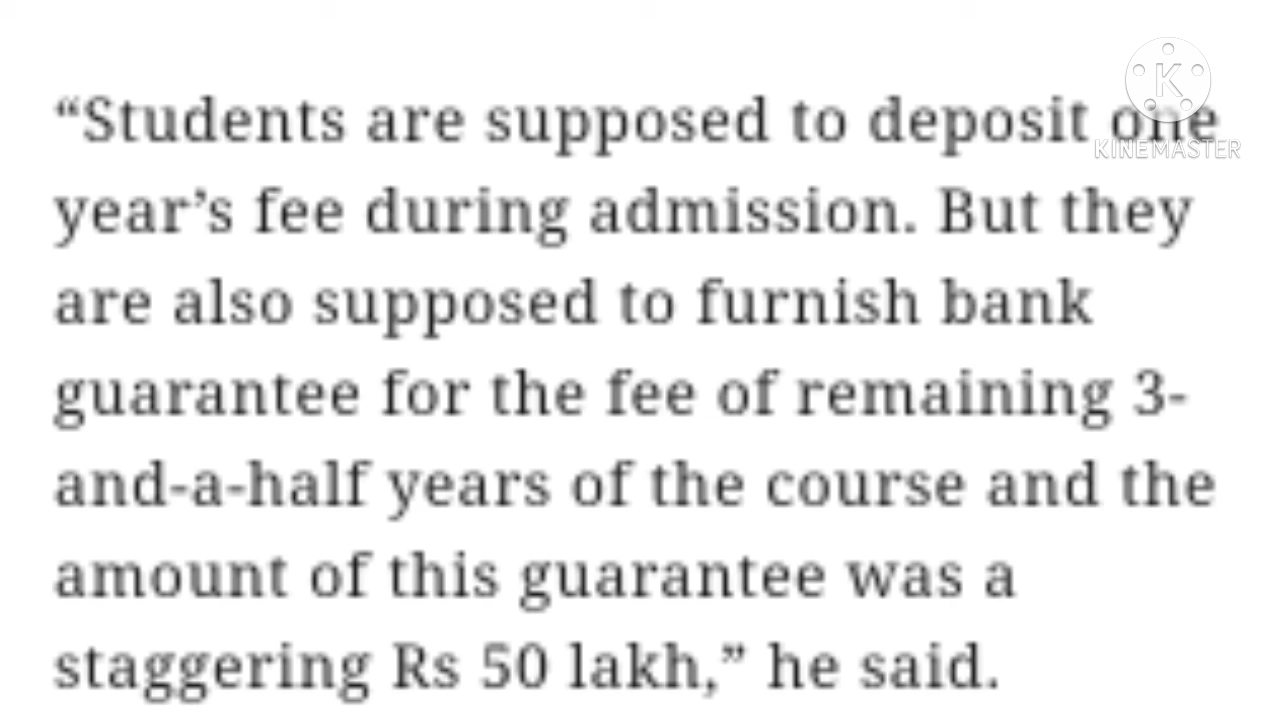 “Students are supposed to deposit one
KINEMASTER
year’s fee during admission. But they
are also supposed to furnish bank
guarantee for the fee of remaining 3-
and-a-half years of the course and the
amount of this guarantee was a
staggering Rs 50 lakh,” he said.